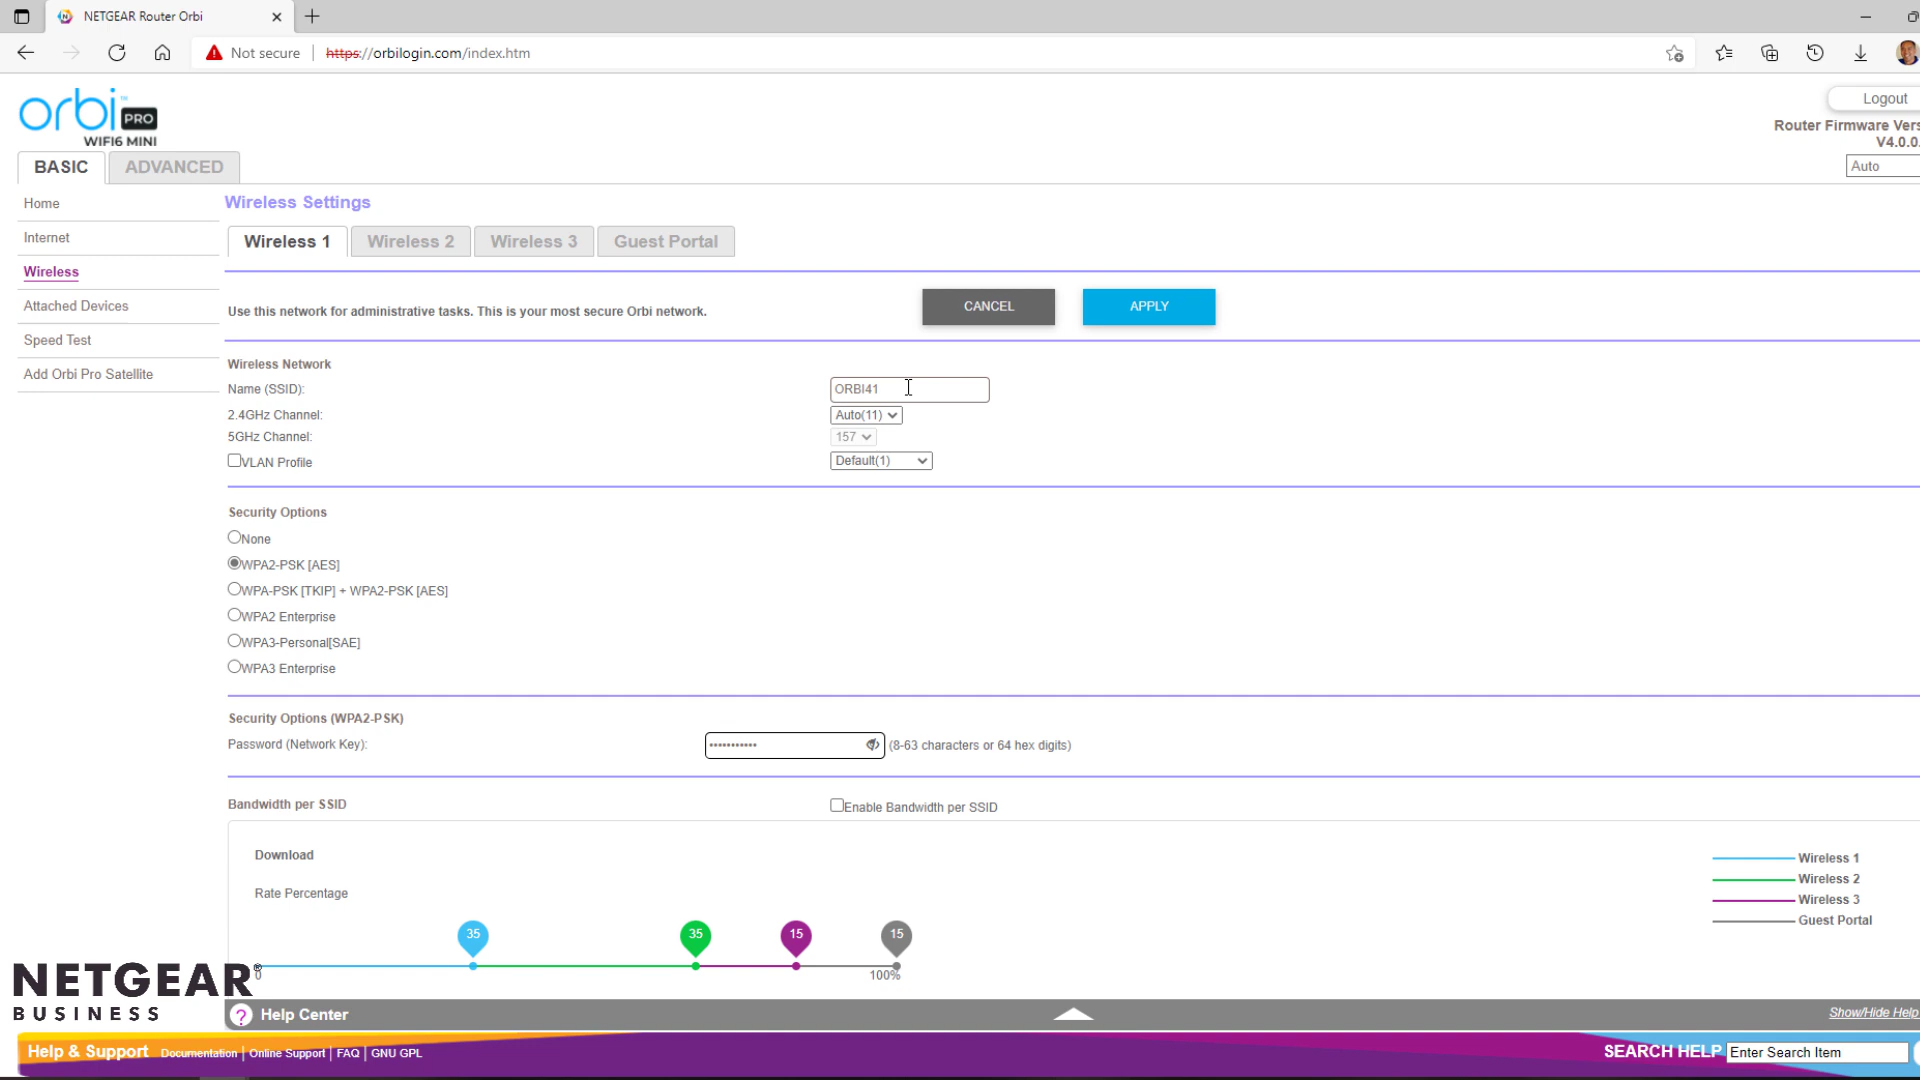 NETGEAR Router Orbi
Not secure | https://orbilogin.com/index.htm
orbi™ PRO
WIFI6 MINI
Logout
Router Firmware Vers
V4.0.0.
Auto
BASIC ADVANCED
Home
Internet
Wireless
Attached Devices
Speed Test
Add Orbi Pro Satellite
Wireless Settings
Wireless 1 Wireless 2 Wireless 3 Guest Portal
Use this network for administrative tasks. This is your most secure Orbi network.
CANCEL APPLY
Wireless Network
Name (SSID): ORBI41
2.4GHz Channel: Auto(11)
5GHz Channel: 157
VLAN Profile Default(1)
Security Options
None
WPA2-PSK [AES]
WPA-PSK [TKIP] + WPA2-PSK [AES]
WPA2 Enterprise
WPA3-Personal[SAE]
WPA3 Enterprise
Security Options (WPA2-PSK)
Password (Network Key): ••••••••••• (8-63 characters or 64 hex digits)
Bandwidth per SSID Enable Bandwidth per SSID
Download
Rate Percentage
Wireless 1
Wireless 2
Wireless 3
Guest Portal
35 35 15 15
0 100%
NETGEAR®
BUSINESS
? Help Center
Show/Hide Help
Help & Support Documentation | Online Support | FAQ | GNU GPL
SEARCH HELP Enter Search Item